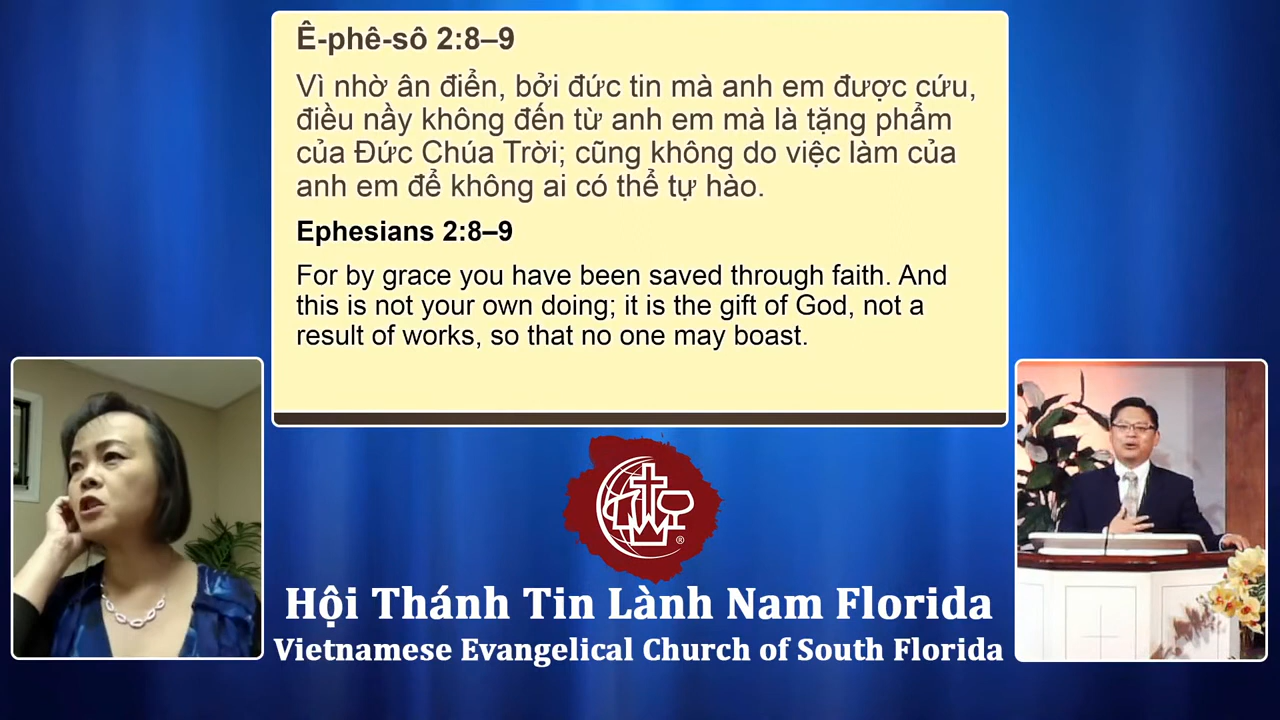 Ê-phê-sô 2:8–9
Vì nhờ ân điển, bởi đức tin mà anh em được cứu,
điều nầy không đến từ anh em mà là tặng phẩm
của Đức Chúa Trời; cũng không do việc làm của
anh em để không ai có thể tự hào.
Ephesians 2:8–9
For by grace you have been saved through faith. And
this is not your own doing; it is the gift of God, not a
result of works, so that no one may boast.
®
Hội Thánh Tin Lành Nam Florida
Vietnamese Evangelical Church of South Florida